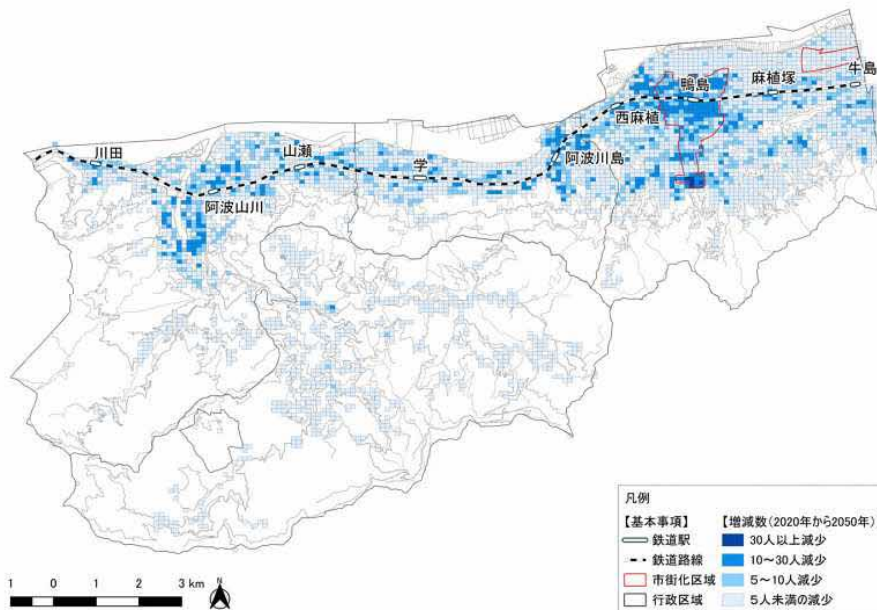 牛島
麻植塚
鴨島
西麻植
阿波川島
学
山瀬
川田
阿波山川
凡例
【基本事項】
鉄道駅
鉄道路線
市街化区域
行政区域
【増減数(2020年から2050年)】
30人以上減少
10～30人減少
5～10人減少
5人未満の減少
1 0 1 2 3 km